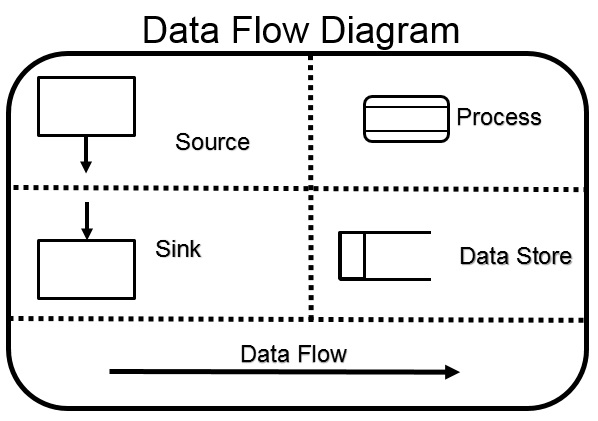 Data Flow Diagram
Source
Process
Sink
Data Store
Data Flow